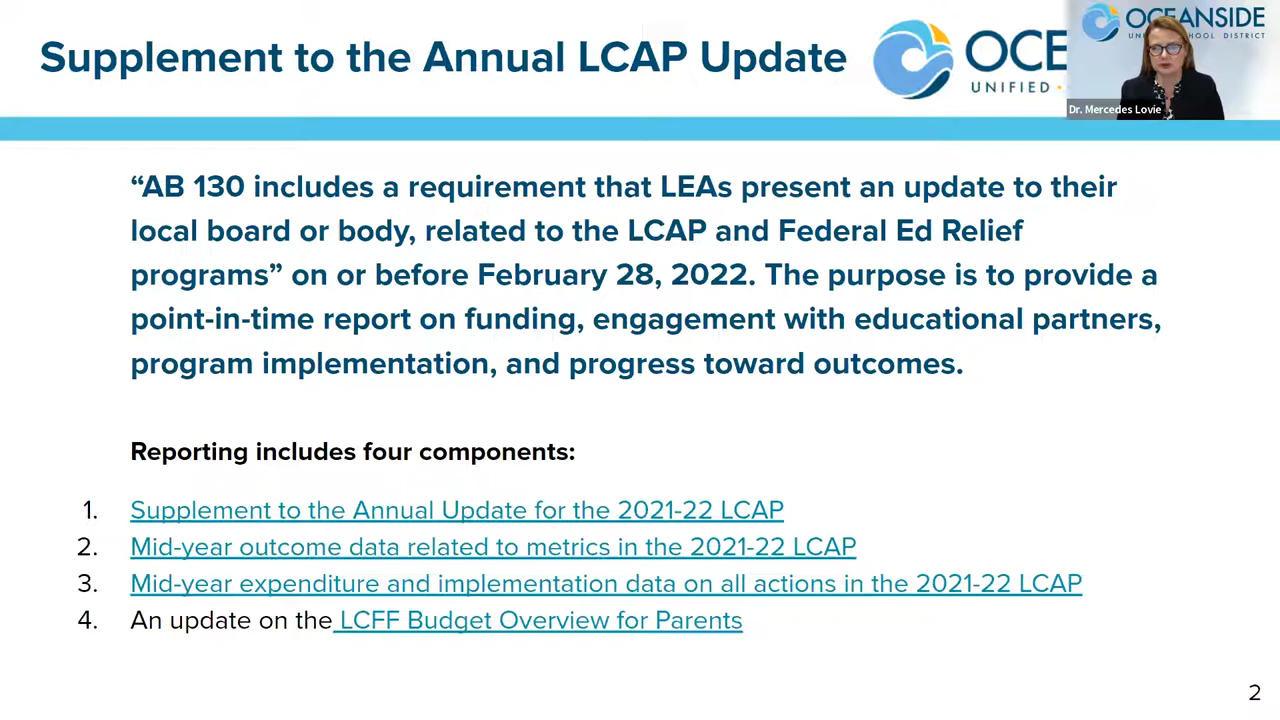 Supplement to the Annual LCAP Update
OCE
UNIFIED
OCEANSIDE
SCHOOL DISTRICT
Dr. Mercedes Lovie
“AB 130 includes a requirement that LEAs present an update to their
local board or body, related to the LCAP and Federal Ed Relief
programs” on or before February 28, 2022. The purpose is to provide a
point-in-time report on funding, engagement with educational partners,
program implementation, and progress toward outcomes.
Reporting includes four components:
1. Supplement to the Annual Update for the 2021-22 LCAP
2. Mid-year outcome data related to metrics in the 2021-22 LCAP
3. Mid-year expenditure and implementation data on all actions in the 2021-22 LCAP
4. An update on the LCFF Budget Overview for Parents
2